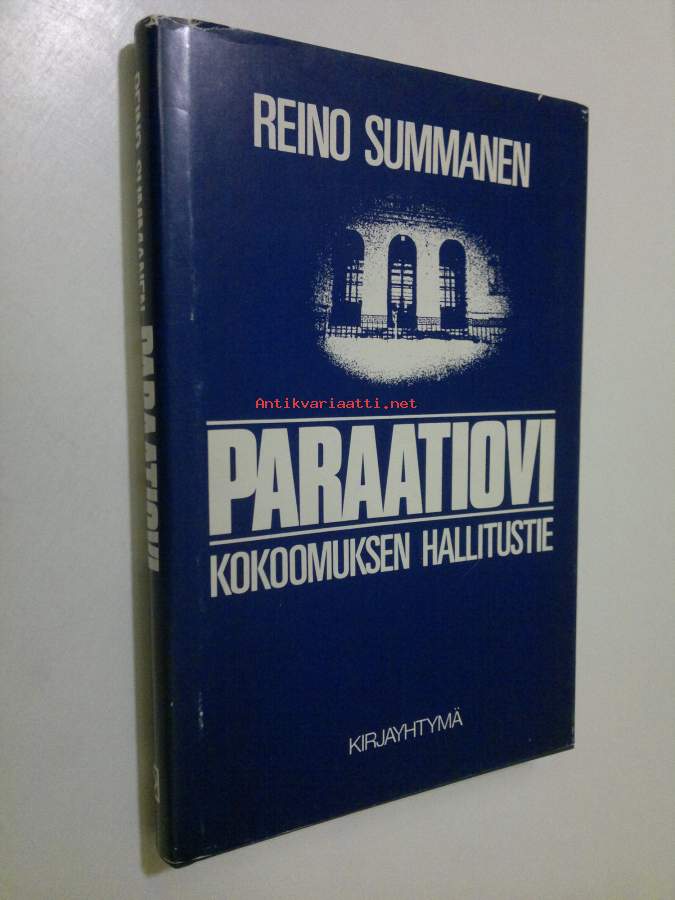 REINO SUMMANEN
Antikvariaatti.net
PARAATIOVI
KOKOOMUKSEN HALLITUSTIE
KIRJAYHTYMÄ
REINO SUMMANEN PARAATIOVI